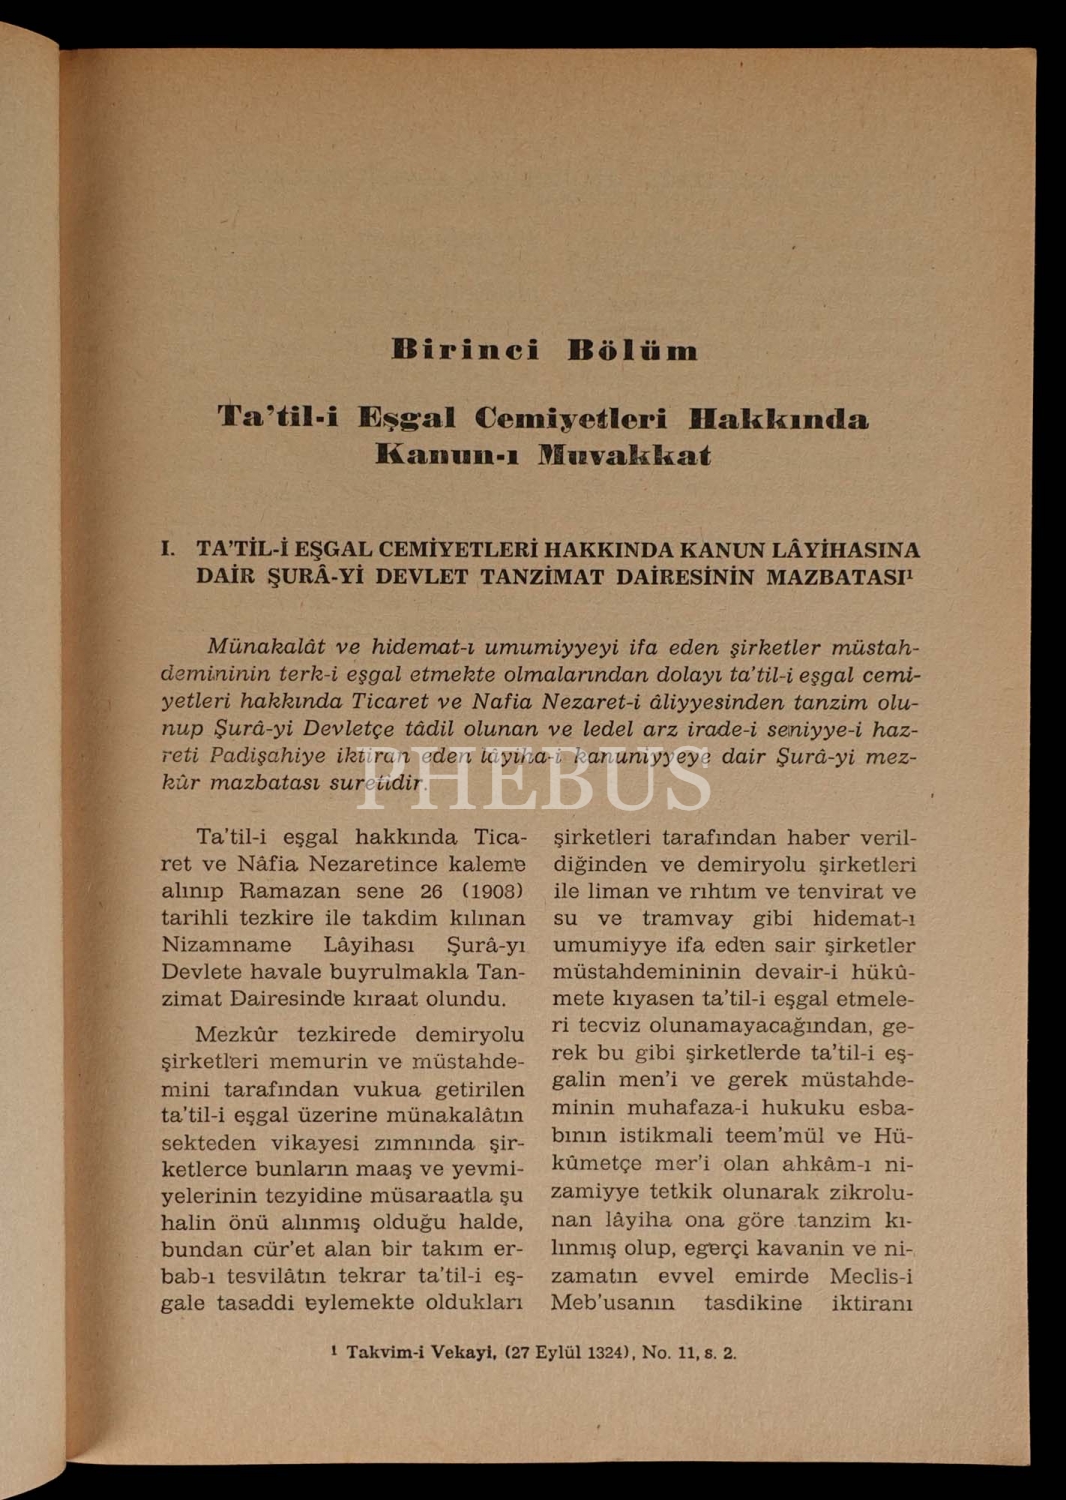 Birinci Bölüm
Ta'til-i Eşgal Cemiyetleri Hakkında
Kanun-ı Muvakkat
I. TA'TİL-İ EŞGAL CEMİYETLERİ HAKKINDA KANUN LÂYİHASINA
DAİR ŞURÂ-Yİ DEVLET TANZİMAT DAİRESİNİN MAZBATASI¹
Münakalât ve hidemat-ı umumiyyeyi ifa eden şirketler müstah-
demininin terk-i eşgal etmekte olmalarından dolayı ta'til-i eşgal cemi-
yetleri hakkında Ticaret ve Nafia Nezaret-i âliyyesinden tanzim olu-
nup Şurâ-yi Devletçe tâdil olunan ve ledel arz irade-i seniyye-i haz-
reti Padişahiye iktiran eden lâyiha-i kanuniyyeye dair Şurâ-yi mez-
kûr mazbatası suretidir.
PHEBUS
Ta'til-i eşgal hakkında Tica-
ret ve Nâfia Nezaretince kaleme
alınıp Ramazan sene 26 (1908)
tarihli tezkire ile takdim kılınan
Nizamname Lâyihası Şurâ-yı
Devlete havale buyrulmakla Tan-
zimat Dairesinde kıraat olundu.
Mezkûr tezkirede demiryolu
şirketleri memurin ve müstahde-
mini tarafından vukua getirilen
ta'til-i eşgal üzerine münakalâtın
sekteden vikayesi zımnında şir-
ketlerce bunların maaş ve yevmi-
yelerinin tezyidine müsaraatla şu
halin önü alınmış olduğu halde,
bundan cür'et alan bir takım er-
bab-ı tesvilâtın tekrar ta'til-i eş-
gale tasaddi eylemekte oldukları
şirketleri tarafından haber veril-
diğinden ve demiryolu şirketleri
ile liman ve rıhtım ve tenvirat ve
su ve tramvay gibi hidemat-ı
umumiyye ifa eden sair şirketler
müstahdemininin devair-i hükû-
mete kıyasen ta'til-i eşgal etmele-
ri tecviz olunamayacağından, ge-
rek bu gibi şirketlerde ta'til-i eş-
galin men'i ve gerek müstahde-
minin muhafaza-i hukuku esba-
bının istikmali teem'mül ve Hü-
kûmetçe mer'i olan ahkâm-ı ni-
zamiyye tetkik olunarak zikrolu-
nan lâyiha ona göre tanzim kı-
lınmış olup, egerçi kavanin ve ni-
zamatın evvel emirde Meclis-i
Meb'usanın tasdikine iktiranı
¹ Takvim-i Vekayi, (27 Eylül 1324), No. 11, s. 2.